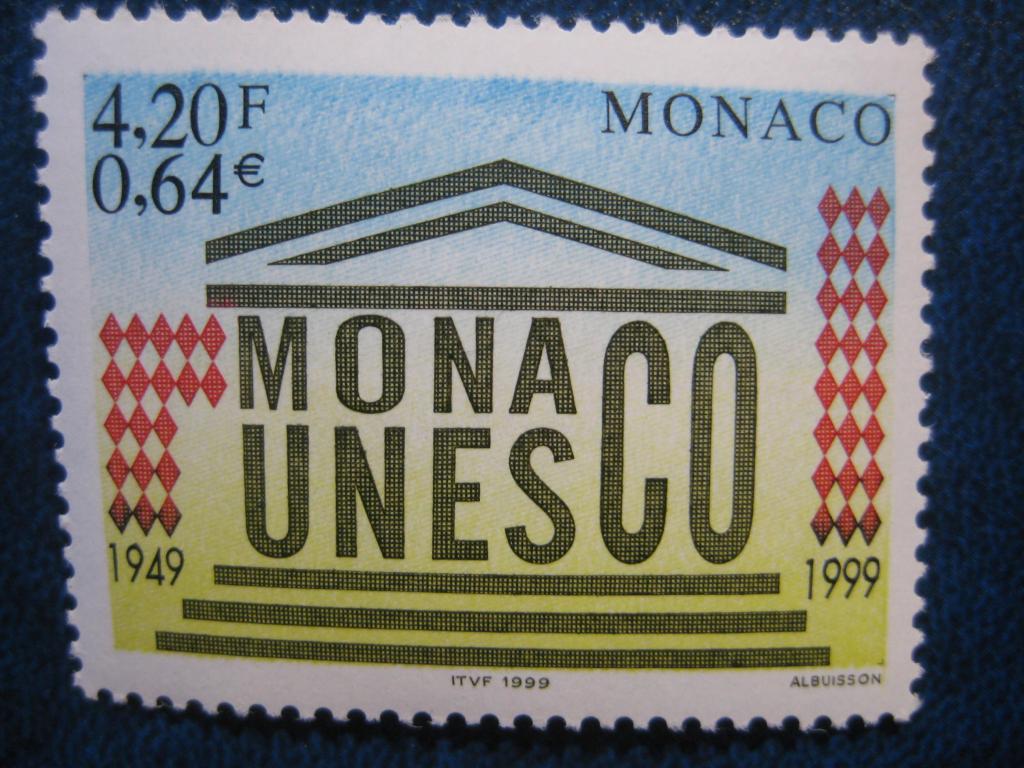 4,20F
0,64€
MONACO
MONACO
UNESCO
1949
1999
ITVF 1999
ALBUISSON